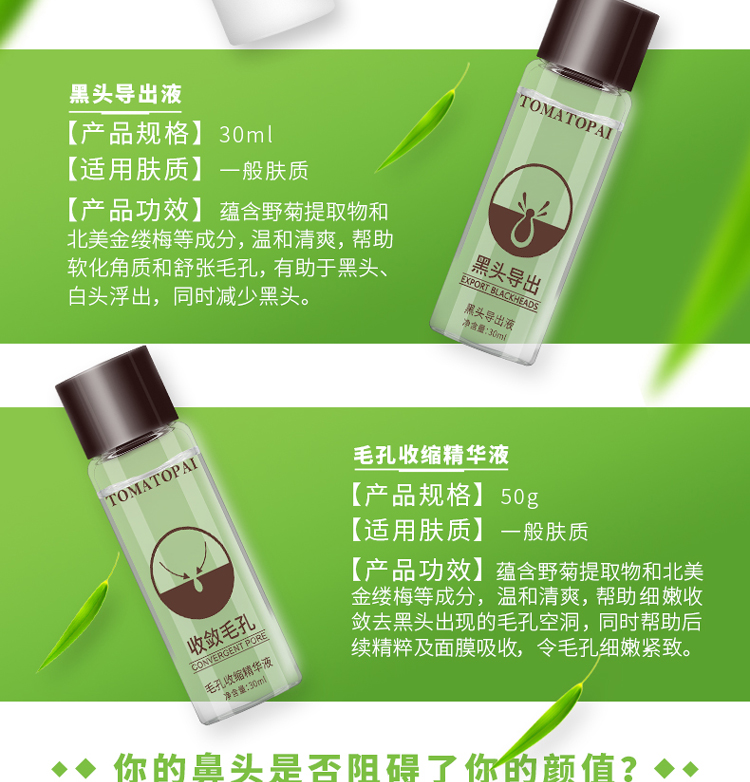 黑头导出液
【产品规格】30ml
【适用肤质】一般肤质
【产品功效】蕴含野菊提取物和
北美金缕梅等成分，温和清爽，帮助
软化角质和舒张毛孔，有助于黑头、
白头浮出，同时减少黑头。
TOMATOPAI
黑头导出
EXPORT BLACKHEADS
黑头导出液
净含量:30ml
TOMATOPAI
收敛毛孔
CONVERGENT PORE
毛孔收缩精华液
净含量:30ml
毛孔收缩精华液
【产品规格】50g
【适用肤质】一般肤质
【产品功效】蕴含野菊提取物和北美
金缕梅等成分，温和清爽，帮助细嫩收
敛去黑头出现的毛孔空洞，同时帮助后
续精粹及面膜吸收，令毛孔细嫩紧致。
你的鼻头是否阻碍了你的颜值？